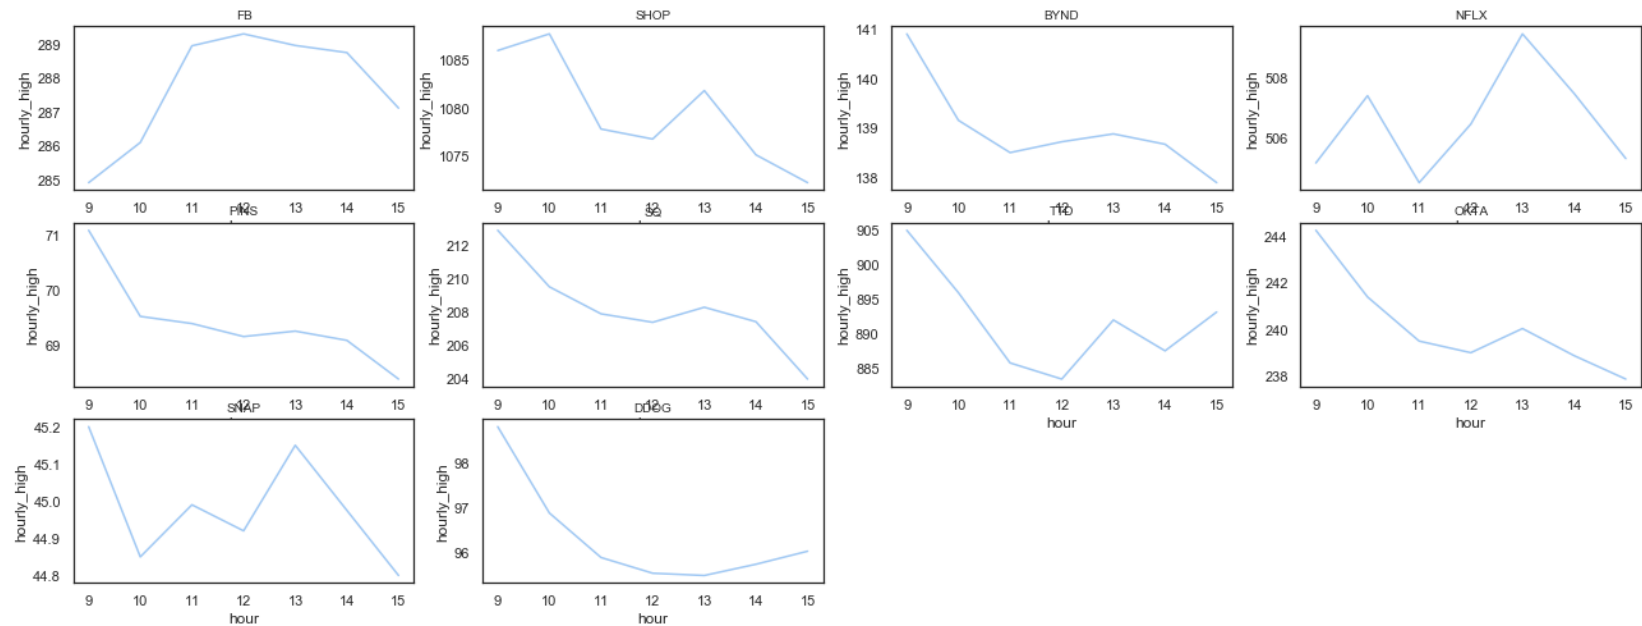 FB
hourly_high
289
288
287
286
285
9 10 11 12 13 14 15
SHOP
hourly_high
1085
1080
1075
9 10 11 12 13 14 15
BYND
hourly_high
141
140
139
138
9 10 11 12 13 14 15
NFLX
hourly_high
508
506
9 10 11 12 13 14 15
PINS
hourly_high
71
70
69
9 10 11 12 13 14 15
SQ
hourly_high
212
210
208
206
204
9 10 11 12 13 14 15
TTD
hourly_high
905
900
895
890
885
9 10 11 12 13 14 15
hour
OKTA
hourly_high
244
242
240
238
9 10 11 12 13 14 15
hour
SNAP
hourly_high
45.2
45.1
45.0
44.9
44.8
9 10 11 12 13 14 15
hour
DDOG
hourly_high
98
97
96
9 10 11 12 13 14 15
hour